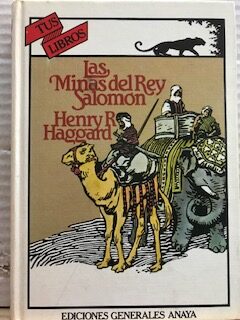 TUS
LIBROS
Las
Minas del Rey
Salomón
Henry R.
Haggard
EDICIONES GENERALES ANAYA